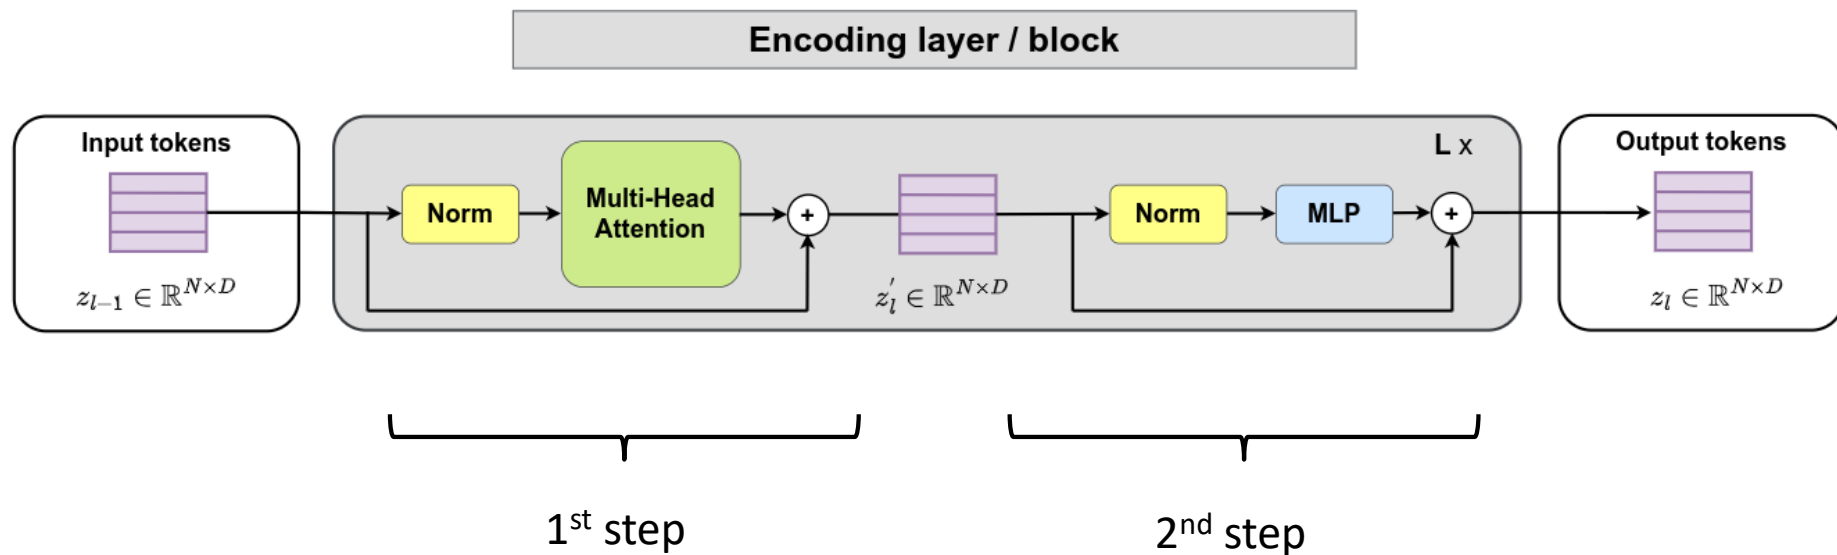 Encoding layer / block
Input tokens
z_{l-1} ∈ ℝ^{N×D}
Norm
Multi-Head
Attention
+
z'_l ∈ ℝ^{N×D}
L x
Norm
MLP
+
Output tokens
z_l ∈ ℝ^{N×D}
1st step
2nd step